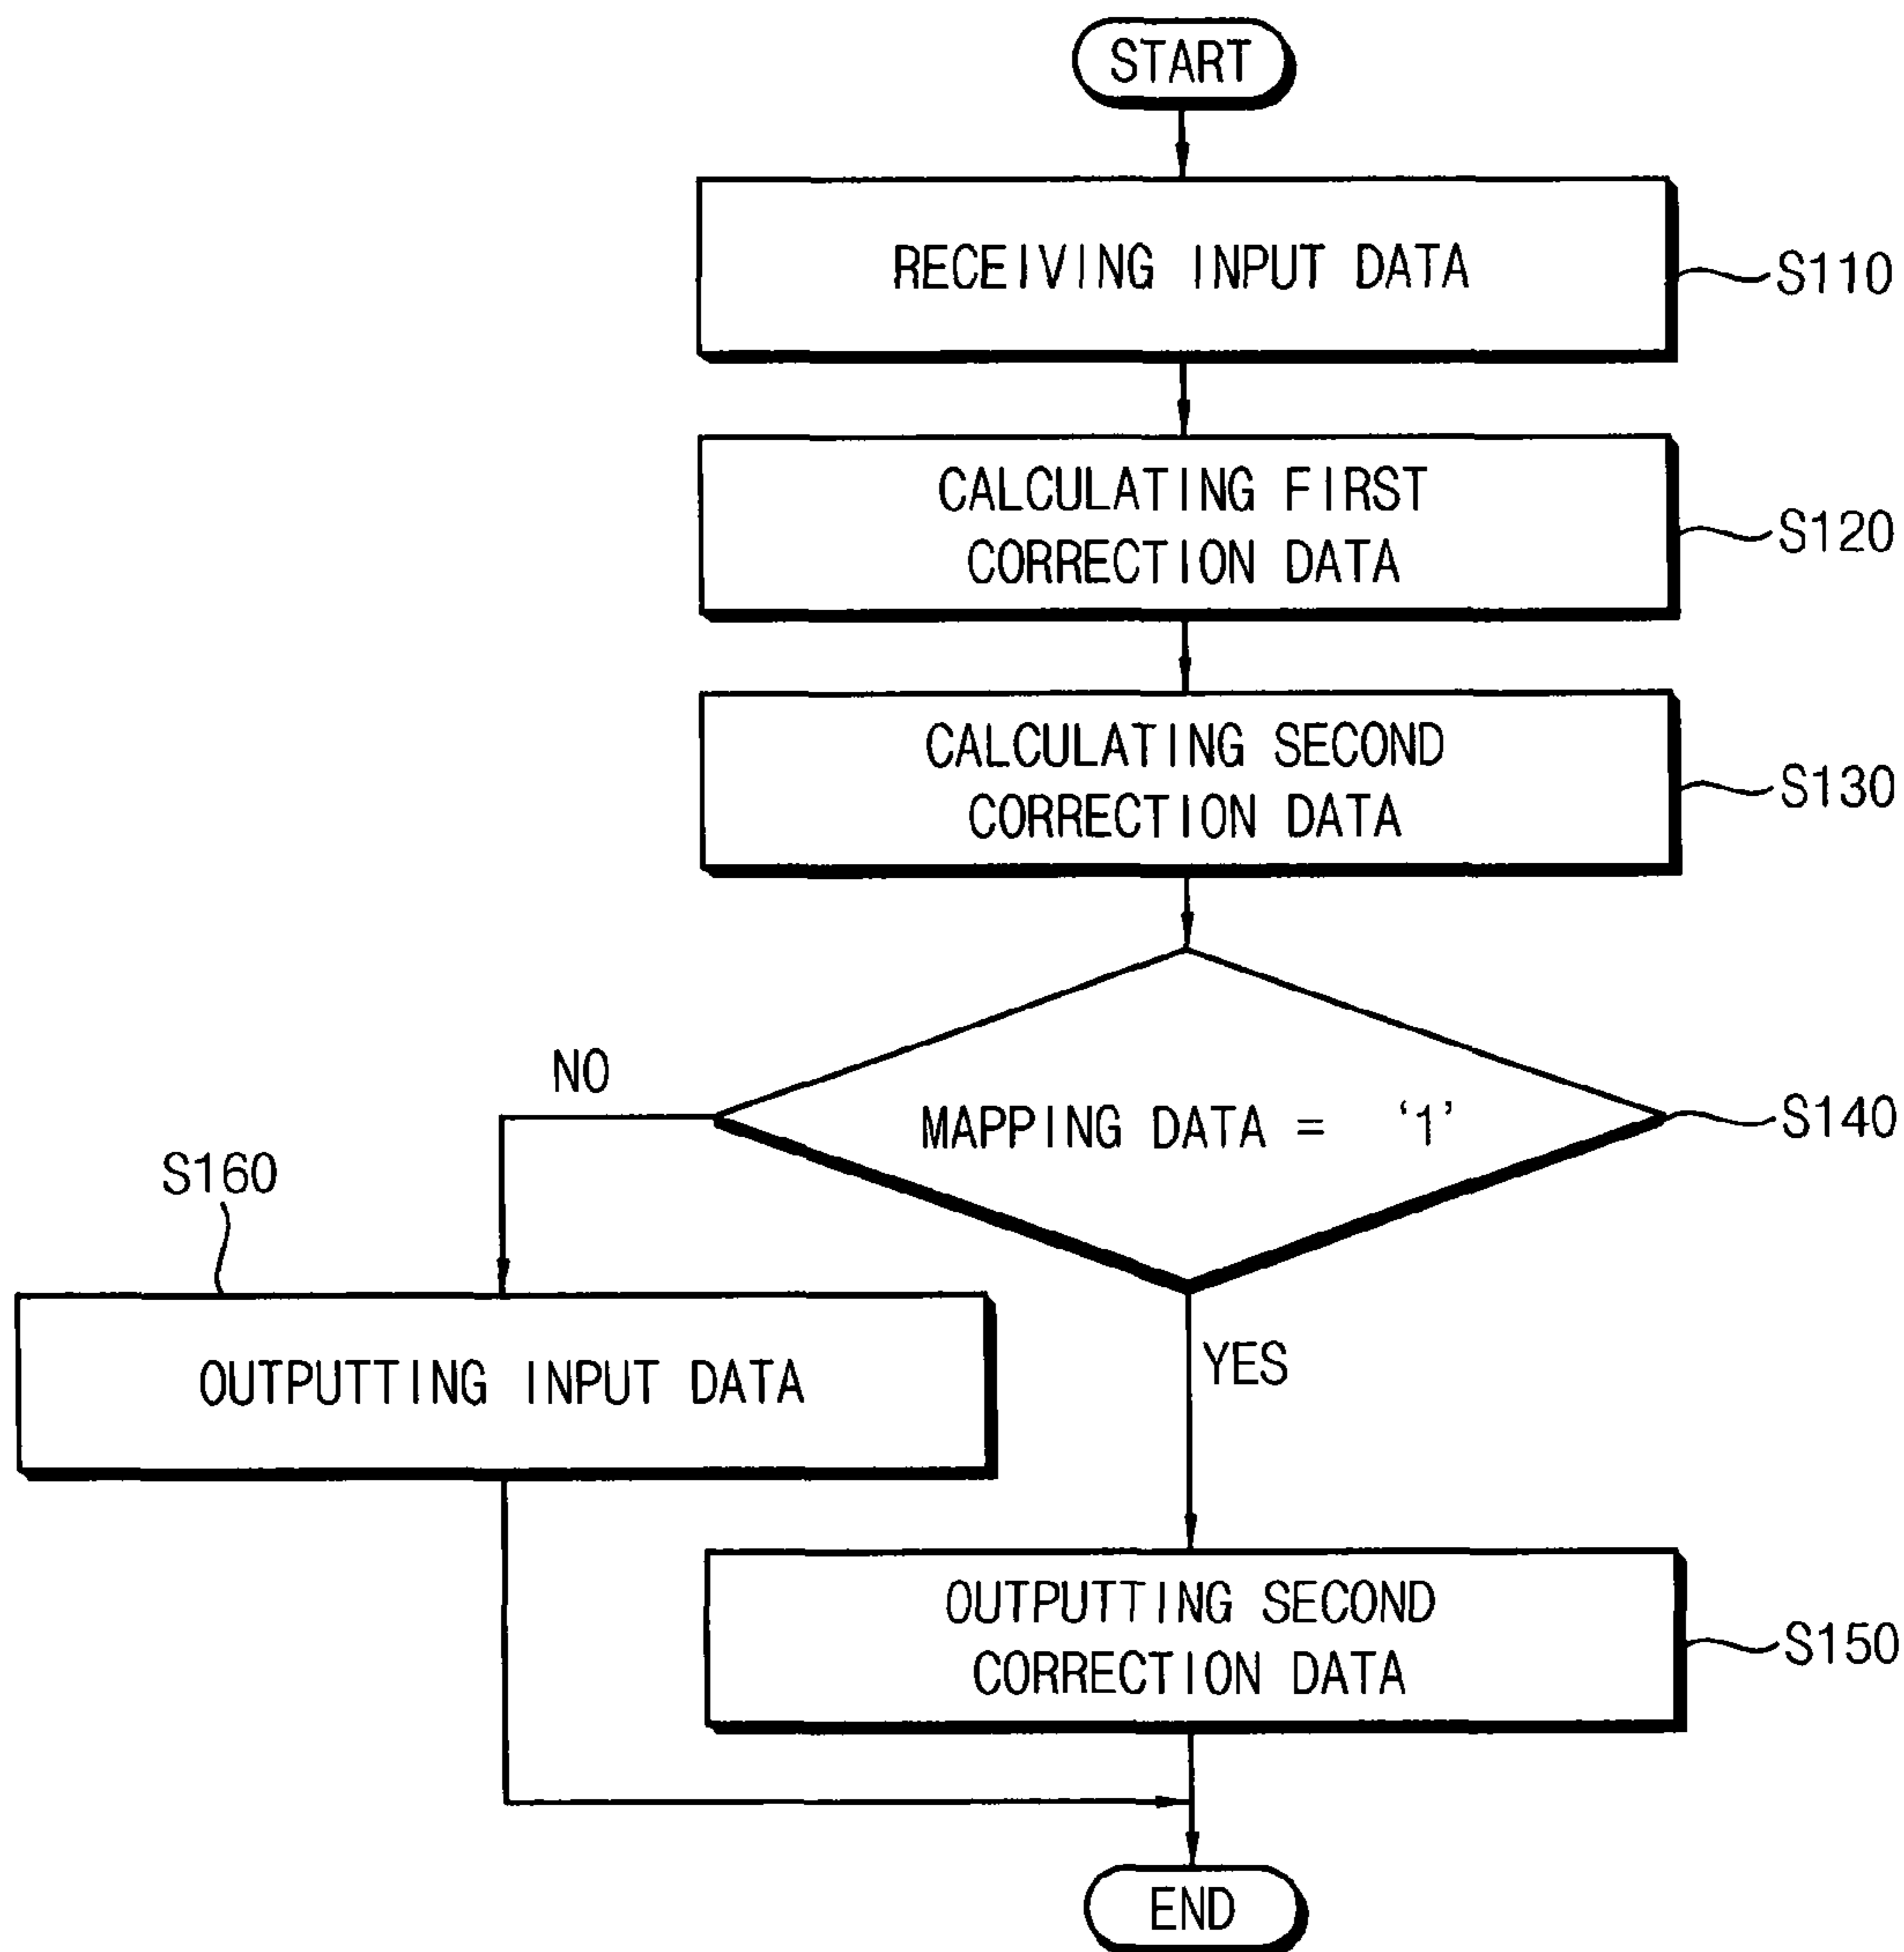 START
RECEIVING INPUT DATA
S110
CALCULATING FIRST
CORRECTION DATA
S120
CALCULATING SECOND
CORRECTION DATA
S130
NO
MAPPING DATA = ‘1’
S140
S160
OUTPUTTING INPUT DATA
YES
OUTPUTTING SECOND
CORRECTION DATA
S150
END